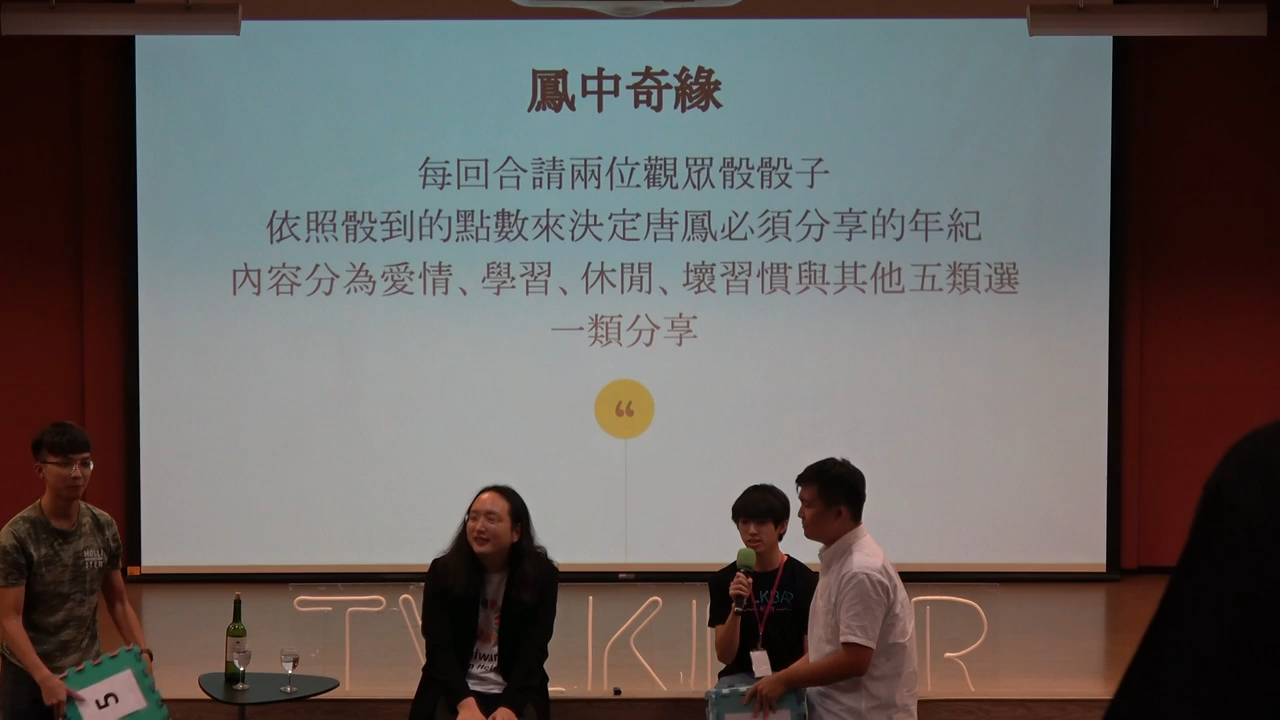 鳳中奇緣
每回合請兩位觀眾骰骰子
依照骰到的點數來決定唐鳳必須分享的年紀
內容分為愛情、學習、休閒、壞習慣與其他五類選
一類分享
“
HOLLI
STER
5